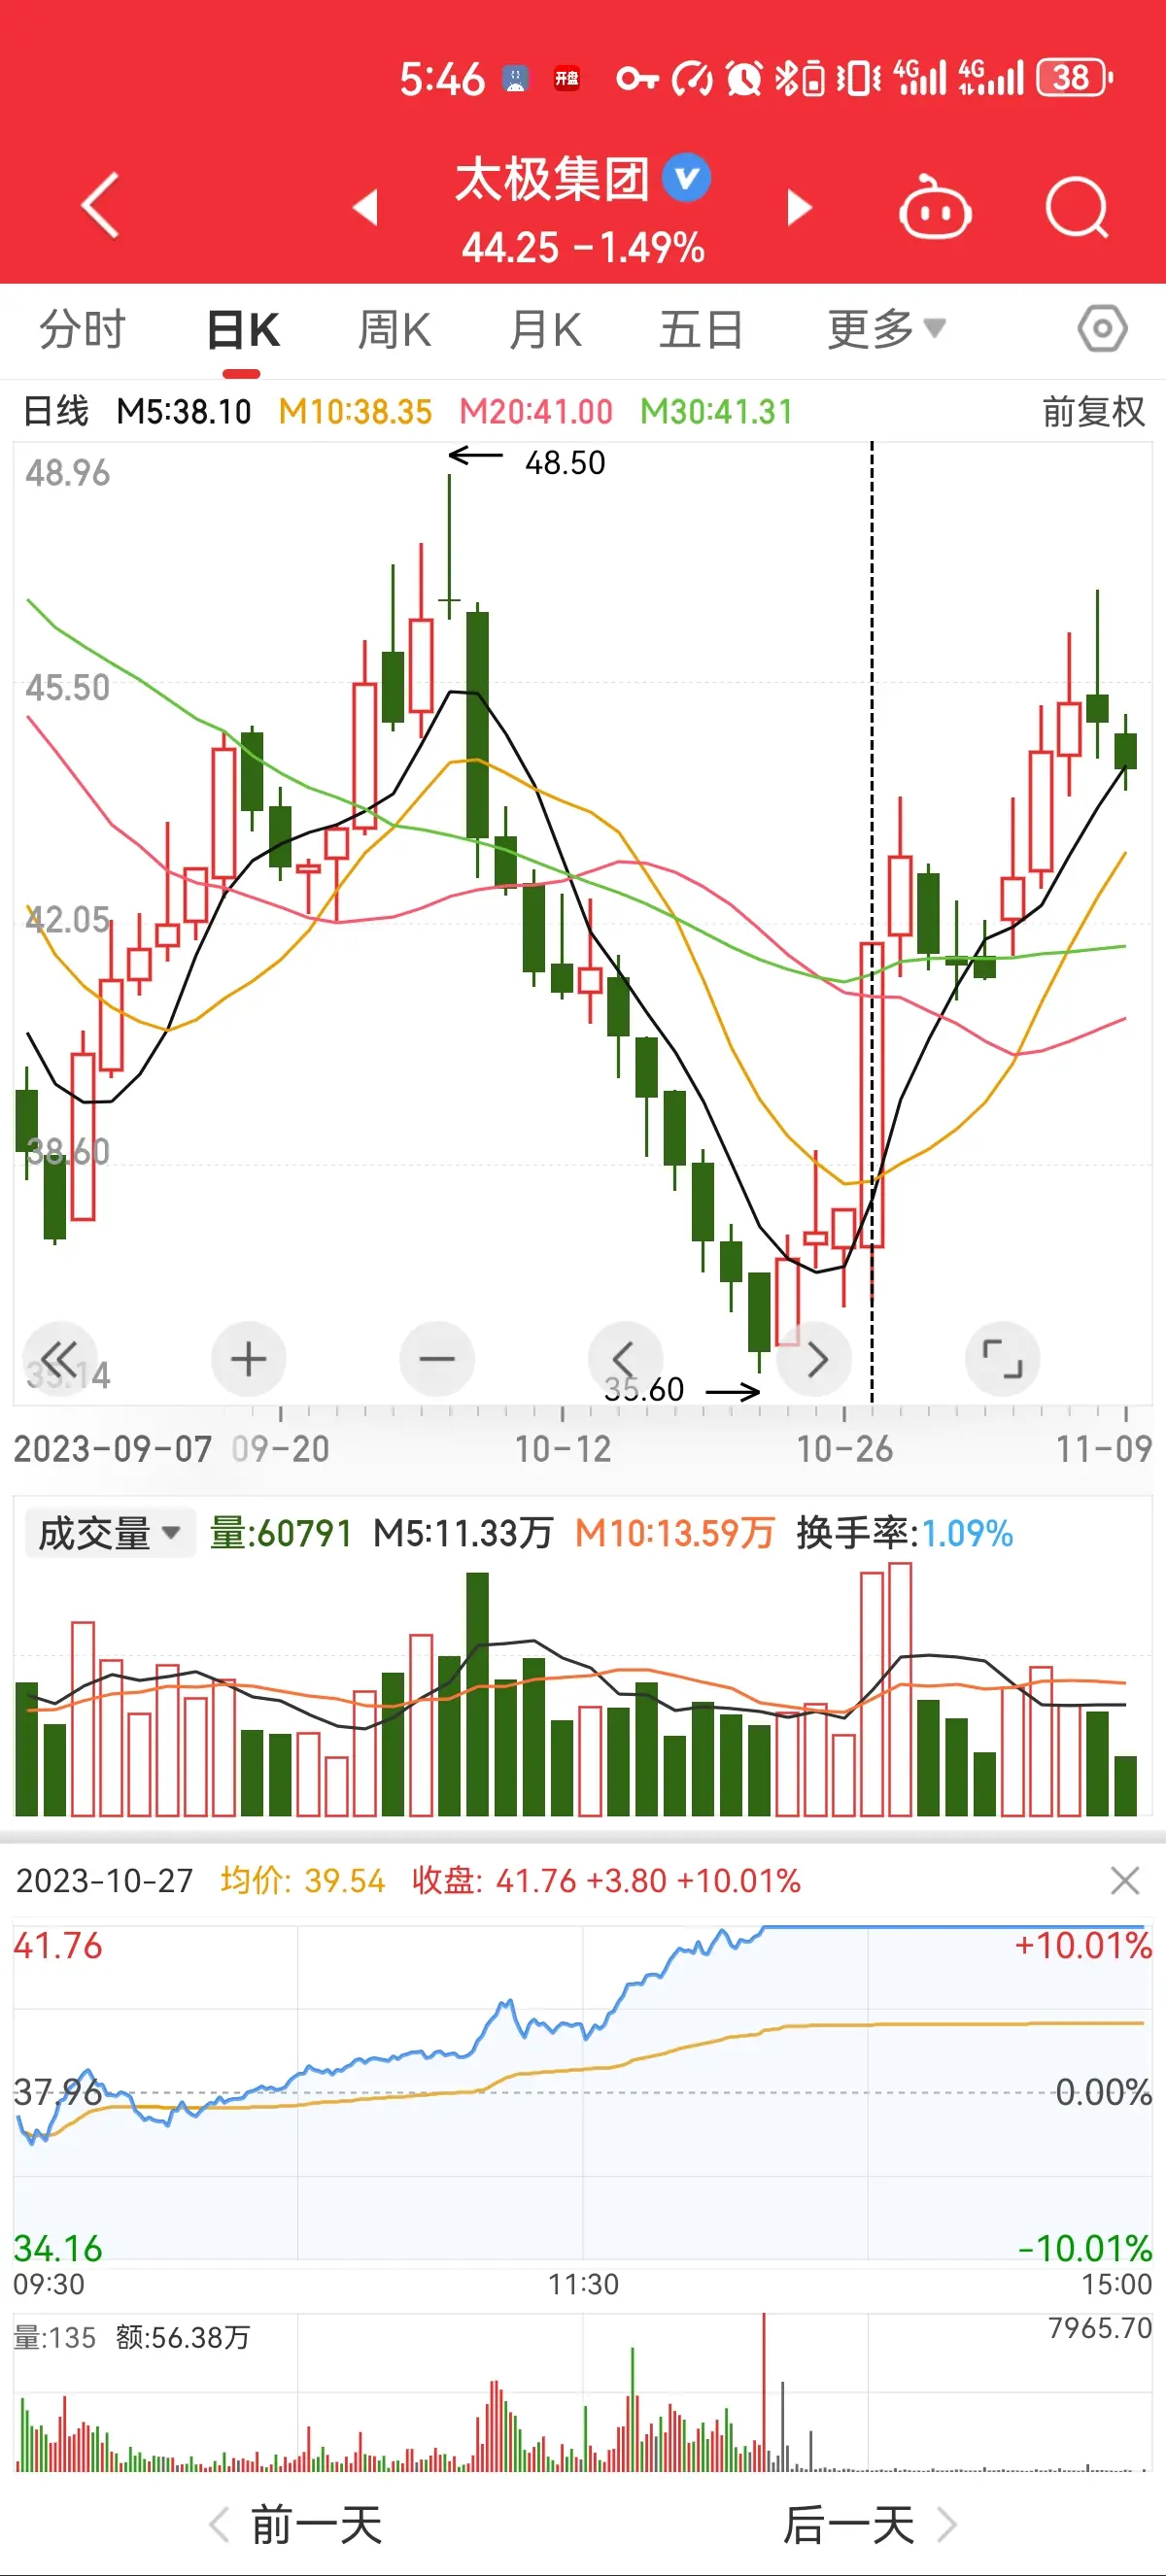 5:46 开盘 4G 4G 38
太极集团
44.25 -1.49%
分时 日K 周K 月K 五日 更多
日线 M5:38.10 M10:38.35 M20:41.00 M30:41.31 前复权
48.96
48.50
45.50
42.05
38.60
35.14
35.60
2023-09-07 09-20 10-12 10-26 11-09
成交量 量:60791 M5:11.33万 M10:13.59万 换手率:1.09%
2023-10-27 均价: 39.54 收盘: 41.76 +3.80 +10.01%
41.76 +10.01%
37.96 0.00%
34.16 -10.01%
09:30 11:30 15:00
量:135 额:56.38万 7965.70
前一天 后一天